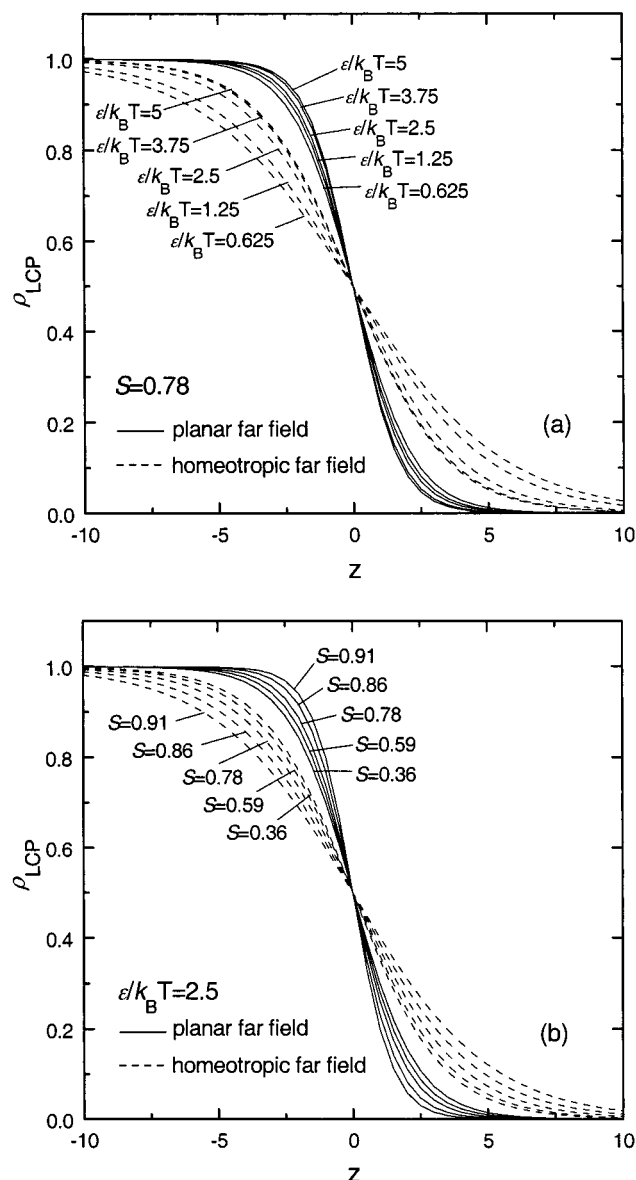 1.0
0.8
0.6
0.4
0.2
0.0
ρLCP
ε/kBT=5
ε/kBT=3.75
ε/kBT=2.5
ε/kBT=1.25
ε/kBT=0.625
ε/kBT=5
ε/kBT=3.75
ε/kBT=2.5
ε/kBT=1.25
ε/kBT=0.625
S=0.78
planar far field
homeotropic far field
(a)
-10
-5
0
5
10
z
1.0
0.8
0.6
0.4
0.2
0.0
ρLCP
S=0.91
S=0.86
S=0.78
S=0.59
S=0.36
S=0.91
S=0.86
S=0.78
S=0.59
S=0.36
ε/kBT=2.5
planar far field
homeotropic far field
(b)
-10
-5
0
5
10
z